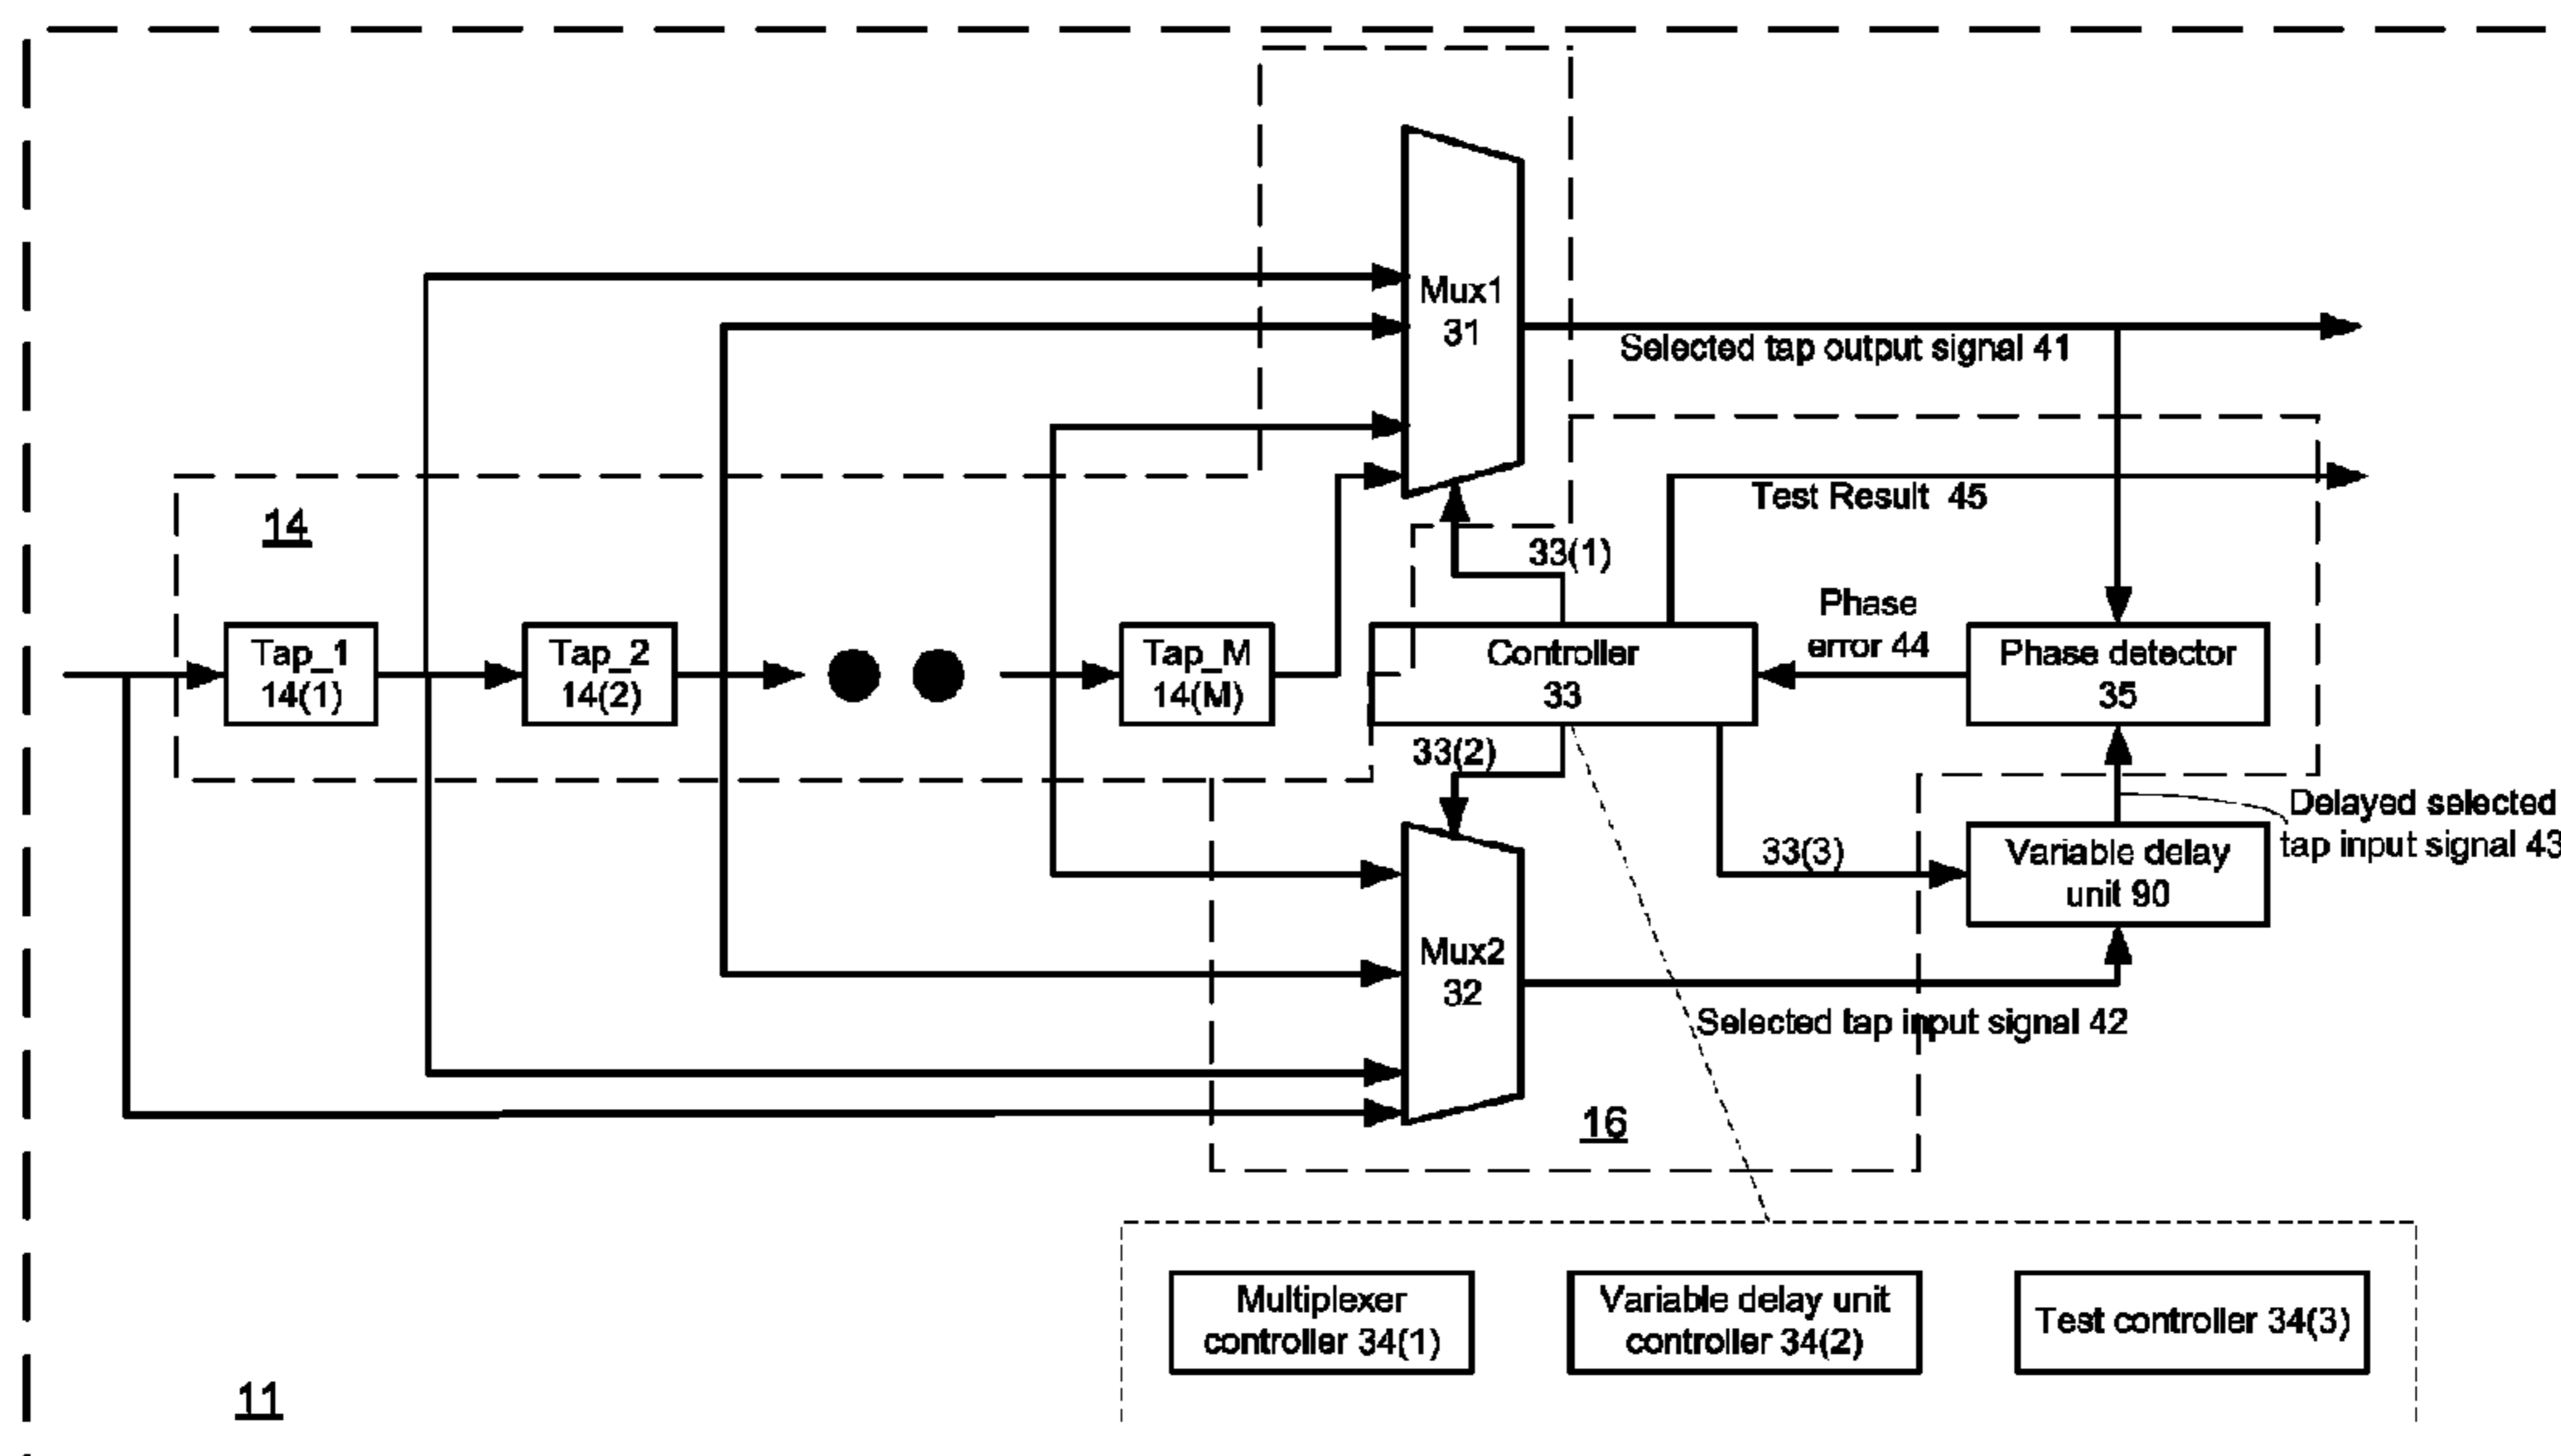 Mux1
31
Selected tap output signal 41
Test Result 45
14
33(1)
Phase
error 44
Tap_1
14(1)
Tap_2
14(2)
Tap_M
14(M)
Controller
33
Phase detector
35
33(2)
Delayed selected
tap input signal 43
33(3)
Variable delay
unit 90
Mux2
32
Selected tap input signal 42
16
Multiplexer
controller 34(1)
Variable delay unit
controller 34(2)
Test controller 34(3)
11